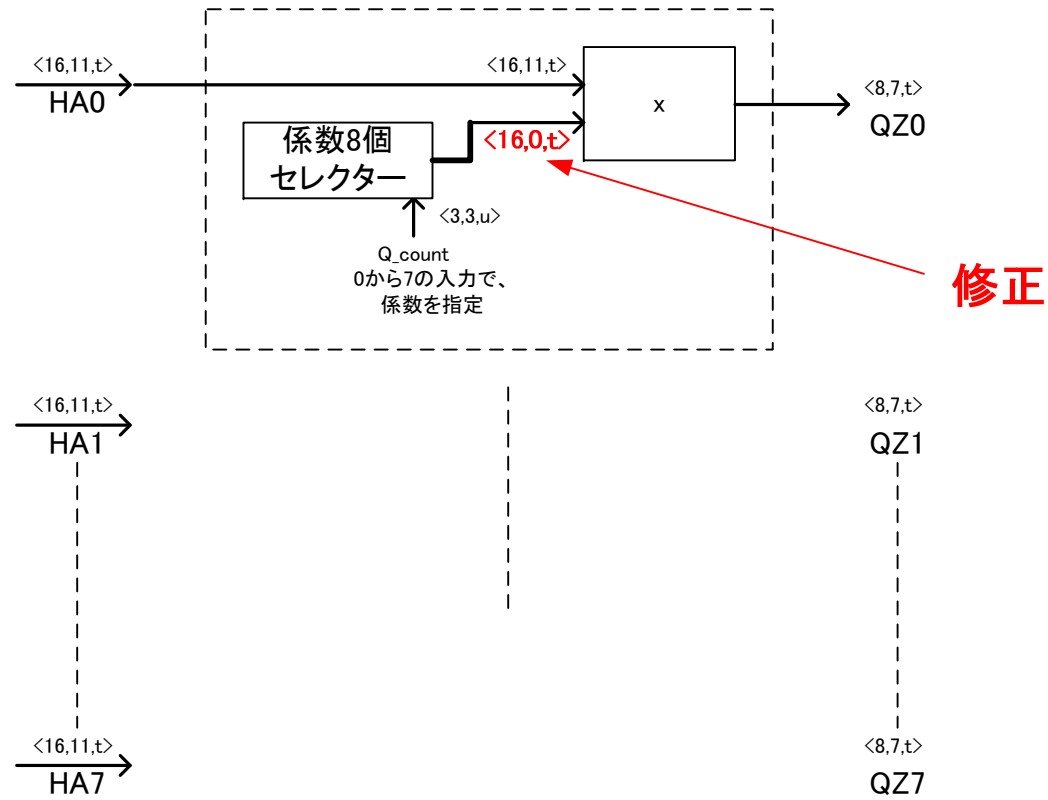 <16,11,t>
HA0
<16,11,t>
x
<8,7,t>
QZ0
係数8個
セレクター
<16,0,t>
<3,3,u>
Q_count
0から7の入力で、
係数を指定
修正
<16,11,t>
HA1
<8,7,t>
QZ1
<16,11,t>
HA7
<8,7,t>
QZ7